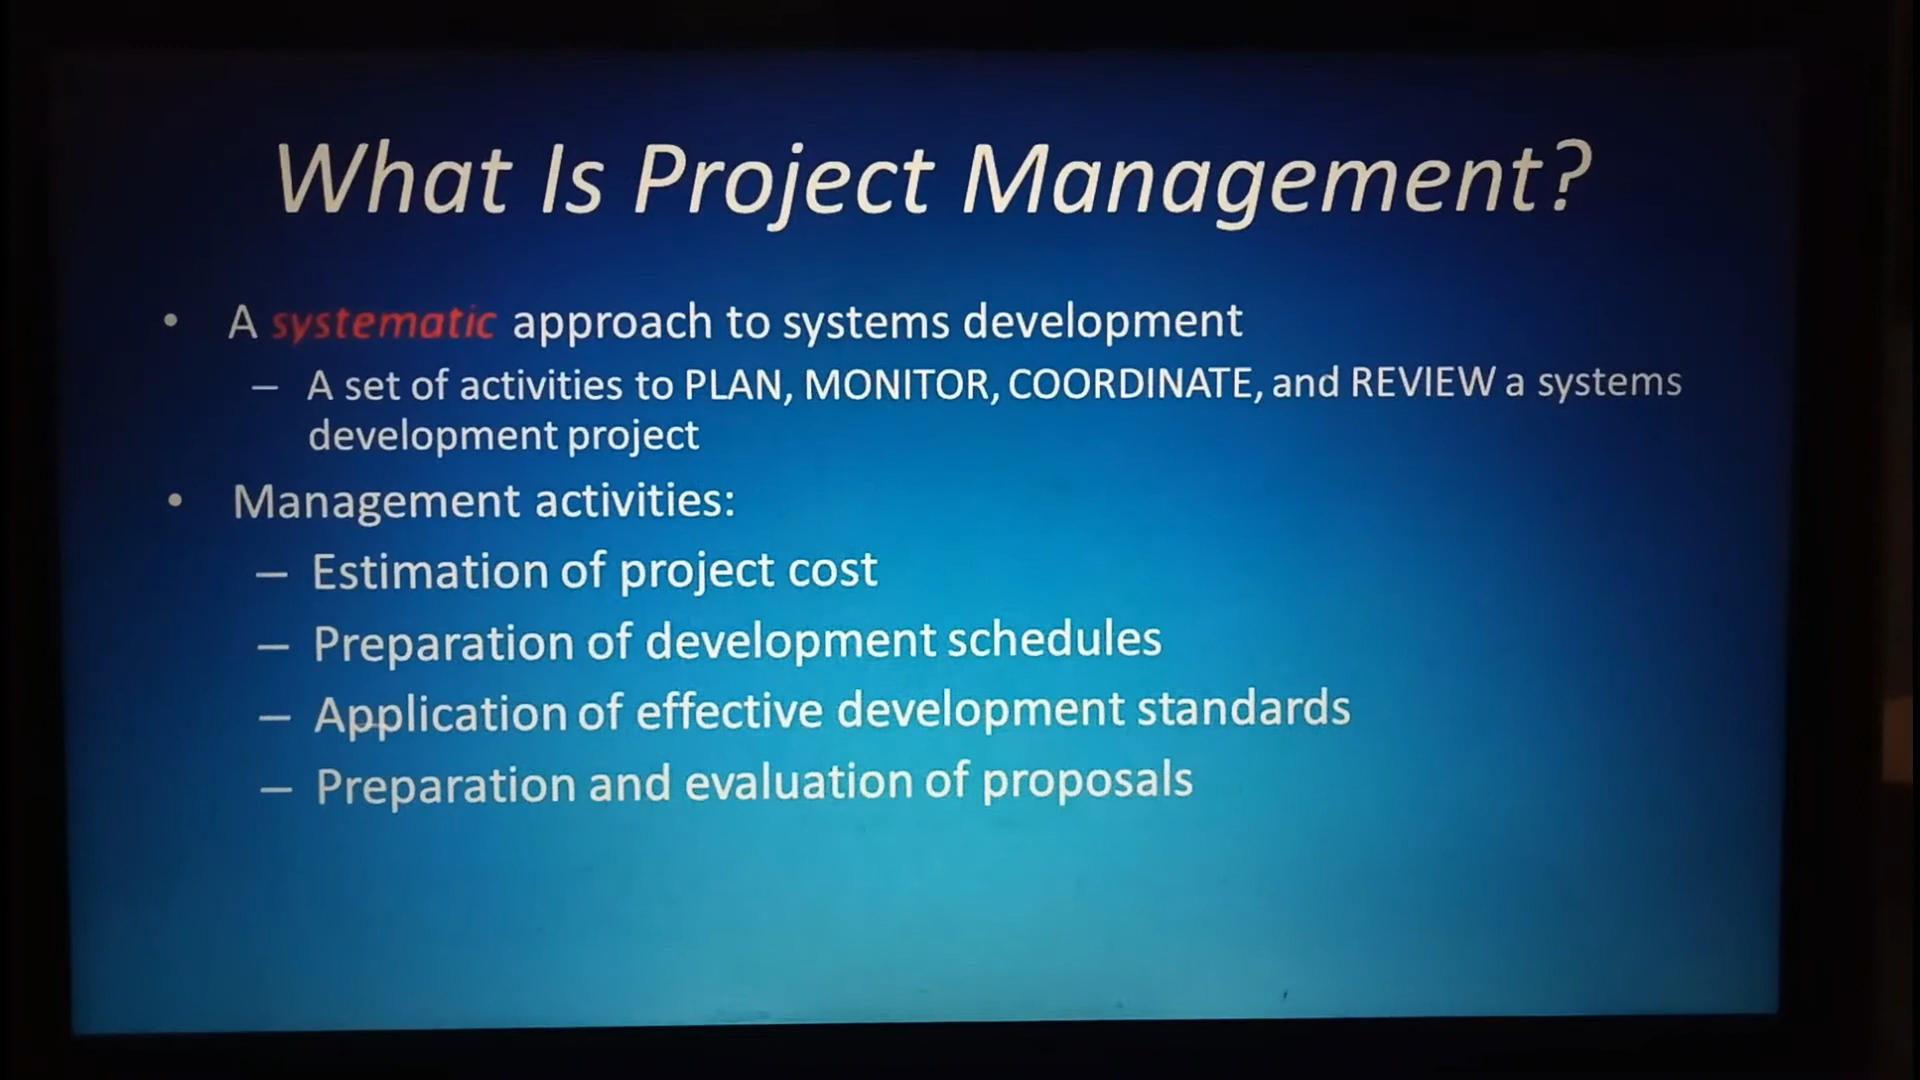 What Is Project Management?
• A systematic approach to systems development
– A set of activities to PLAN, MONITOR, COORDINATE, and REVIEW a systems
development project
• Management activities:
– Estimation of project cost
– Preparation of development schedules
– Application of effective development standards
– Preparation and evaluation of proposals